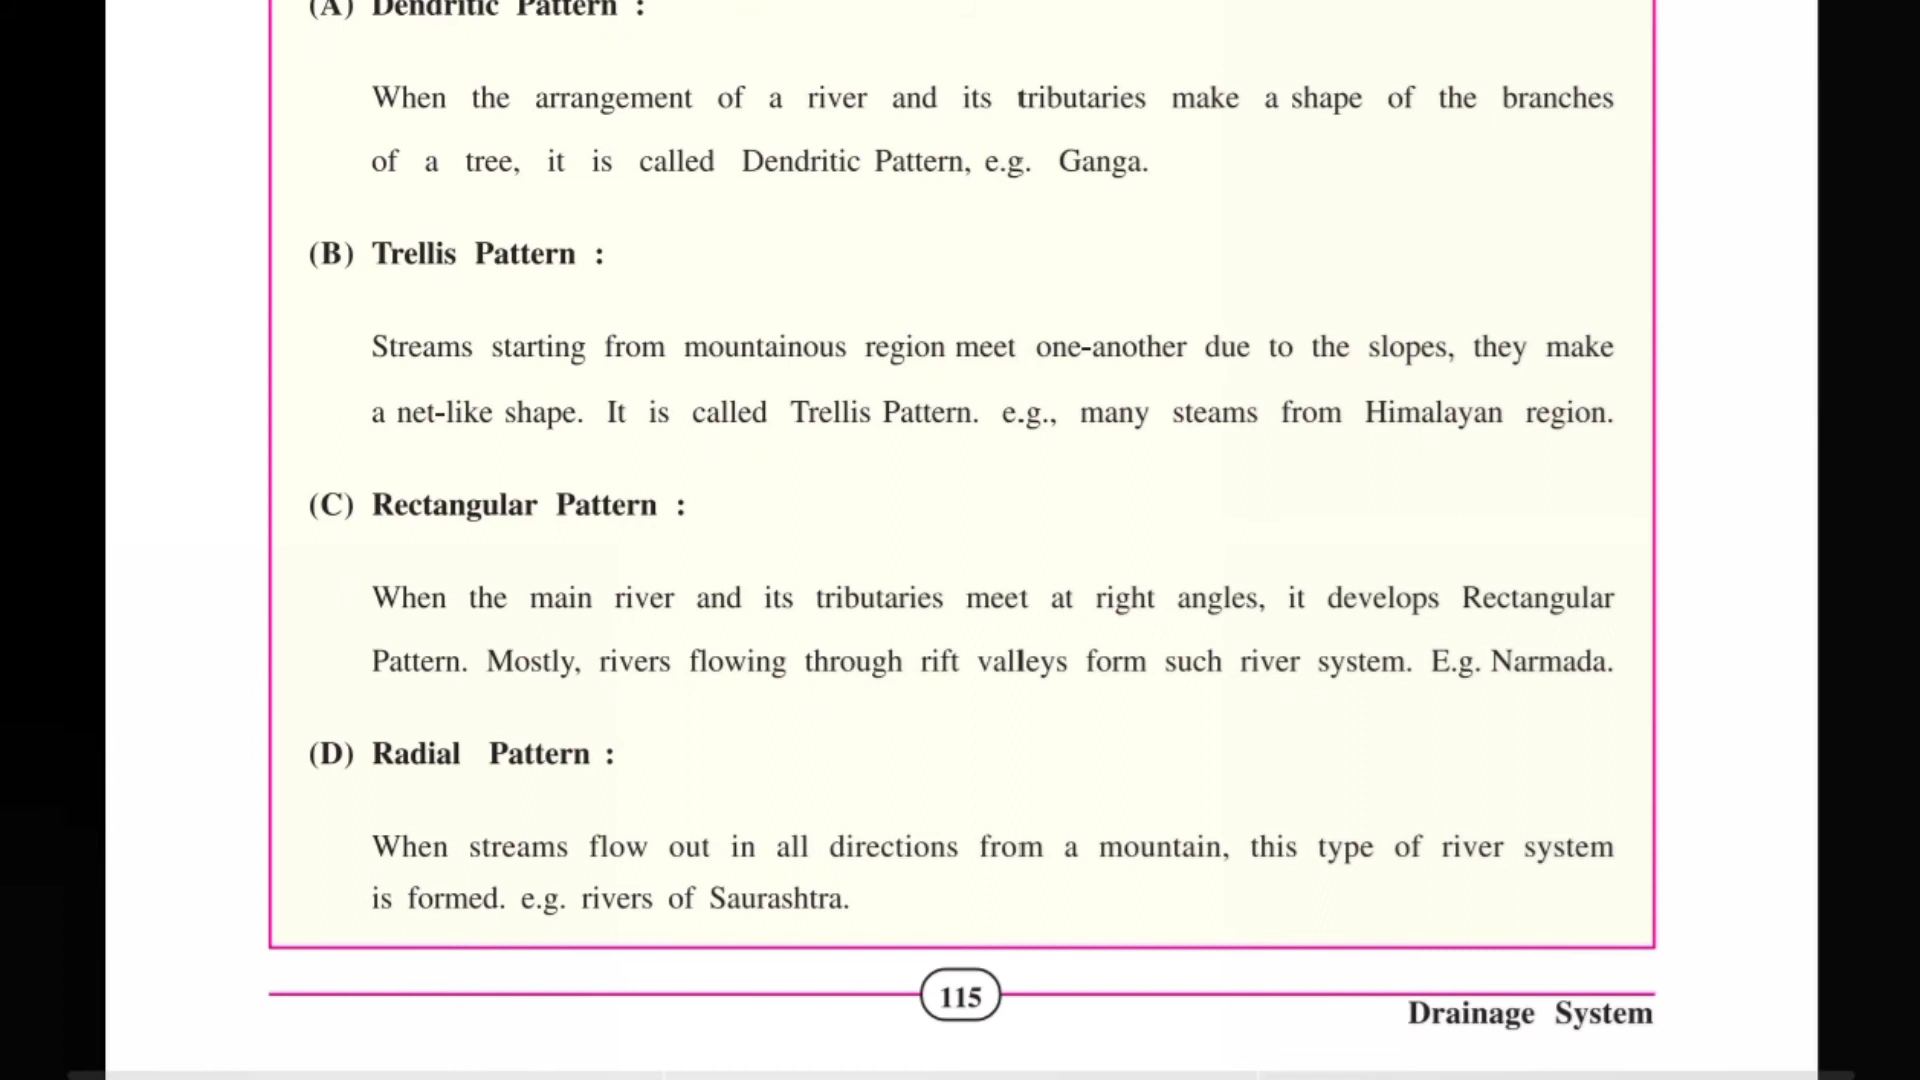 (A) Dendritic Pattern :
When the arrangement of a river and its tributaries make a shape of the branches
of a tree, it is called Dendritic Pattern, e.g. Ganga.
(B) Trellis Pattern :
Streams starting from mountainous region meet one-another due to the slopes, they make
a net-like shape. It is called Trellis Pattern. e.g., many steams from Himalayan region.
(C) Rectangular Pattern :
When the main river and its tributaries meet at right angles, it develops Rectangular
Pattern. Mostly, rivers flowing through rift valleys form such river system. E.g. Narmada.
(D) Radial Pattern :
When streams flow out in all directions from a mountain, this type of river system
is formed. e.g. rivers of Saurashtra.
115
Drainage System